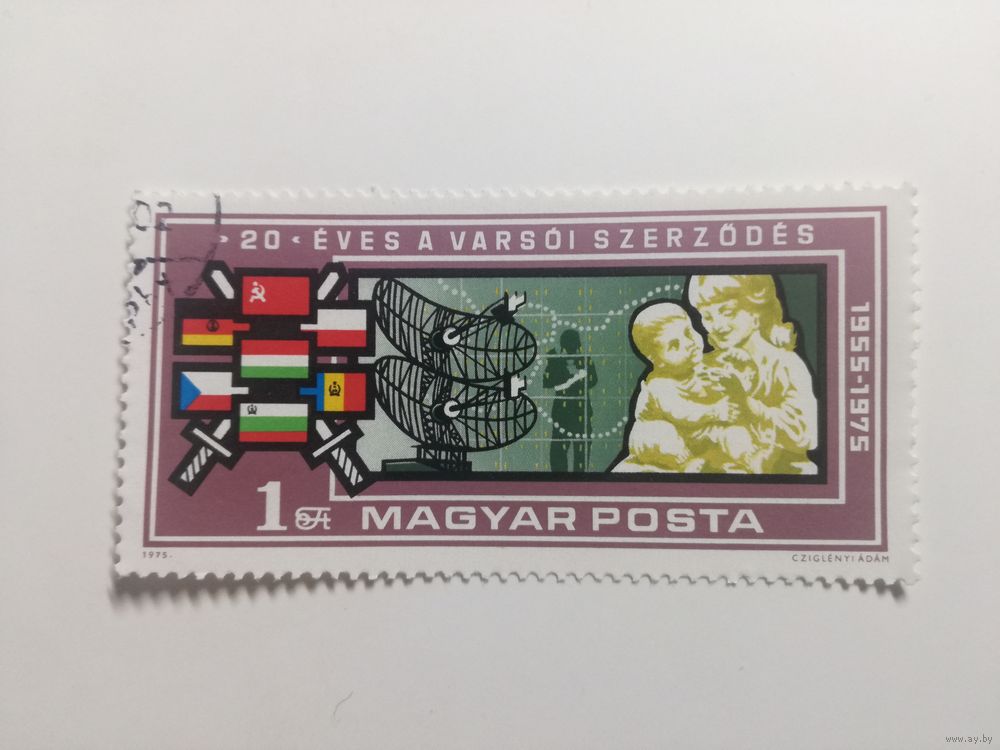 20 ÉVES A VARSÓI SZERZŐDÉS
1955-1975
1 Ft MAGYAR POSTA
1975.
CZIGLÉNYI ÁDÁM
www.ay.by